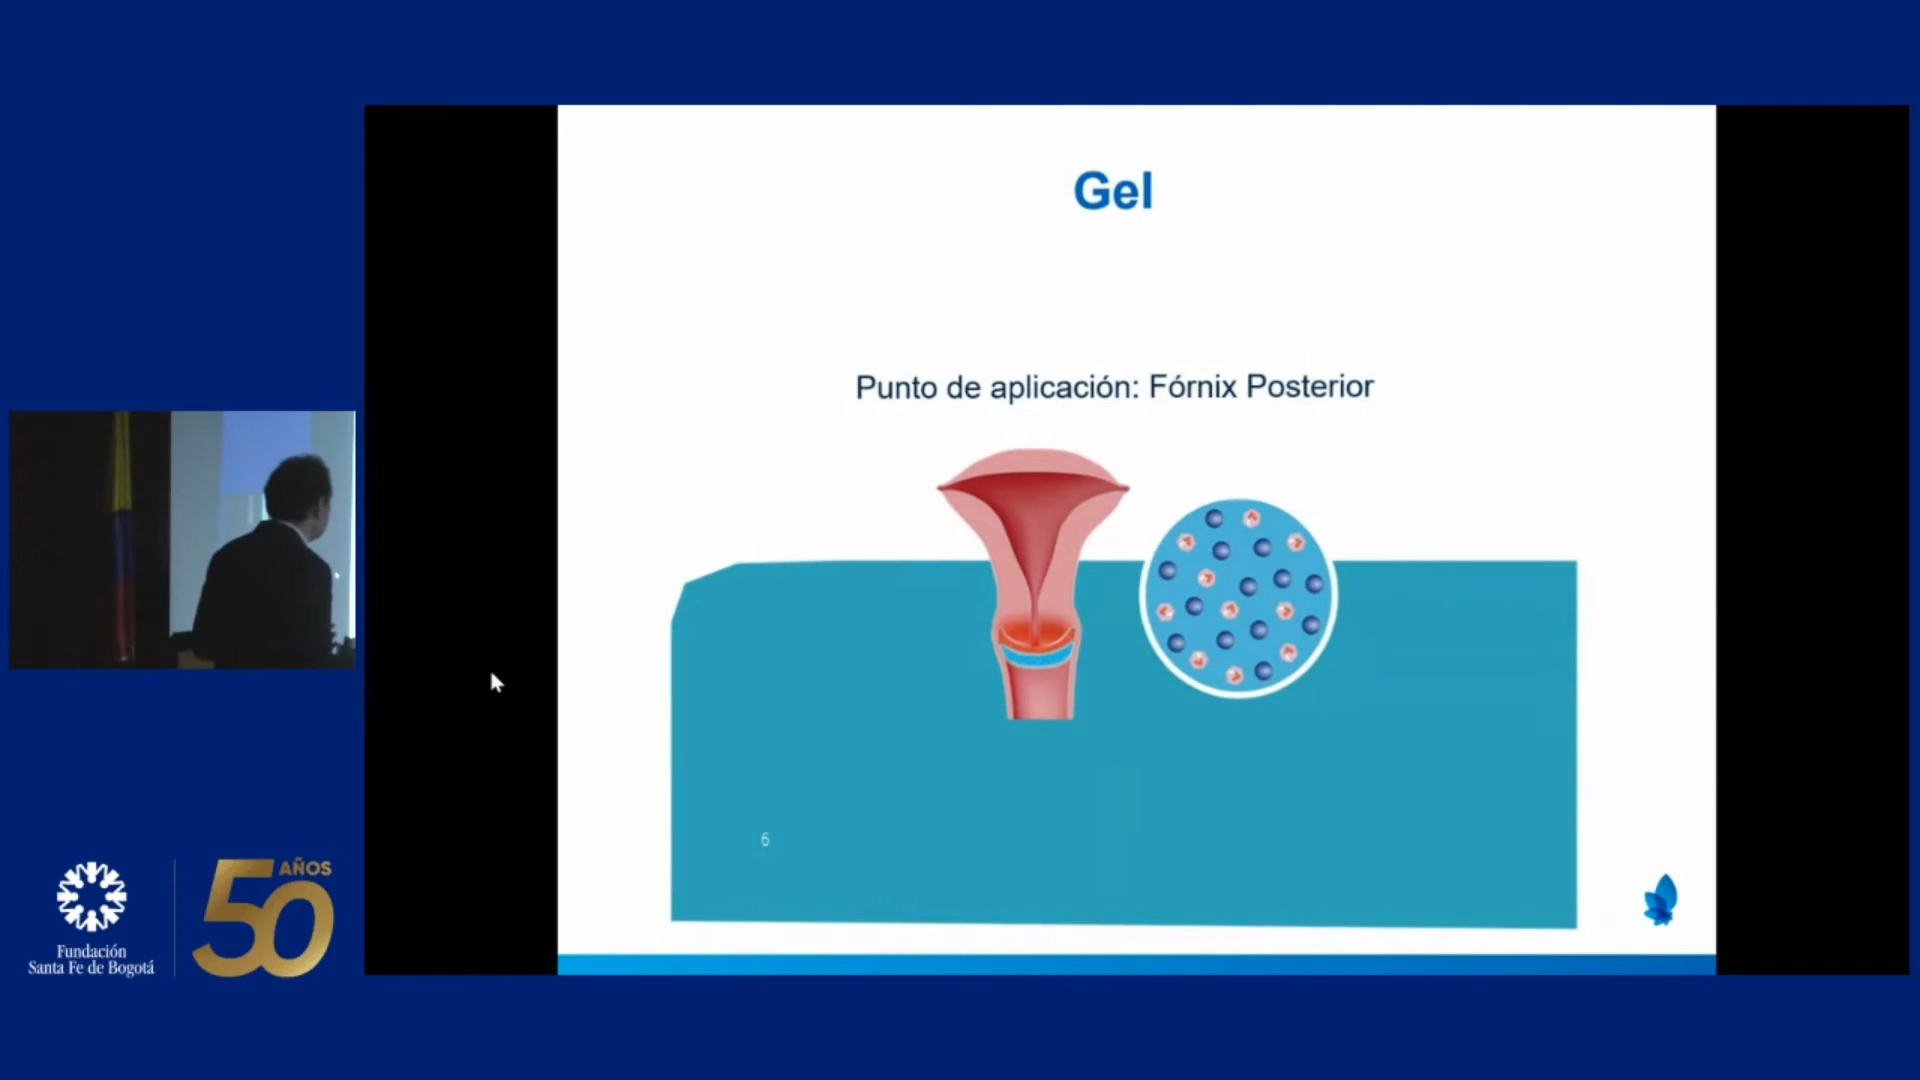 Gel
Punto de aplicación: Fórnix Posterior
6
Fundación
Santa Fe de Bogotá
50
AÑOS